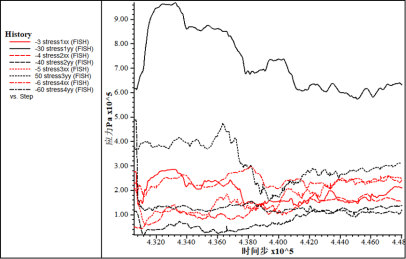 History
-3 stress1xx (FISH)
-30 stress1yy (FISH)
-4 stress2xx (FISH)
-40 stress2yy (FISH)
-5 stress3xx (FISH)
50 stress3yy (FISH)
-6 stress4xx (FISH)
-60 stress4yy (FISH)
vs. Step
应力Pa x10^5
9.00
8.00
7.00
6.00
5.00
4.00
3.00
2.00
1.00
4.320 4.340 4.360 4.380 4.400 4.420 4.440 4.460 4.48
时间步 x10^5